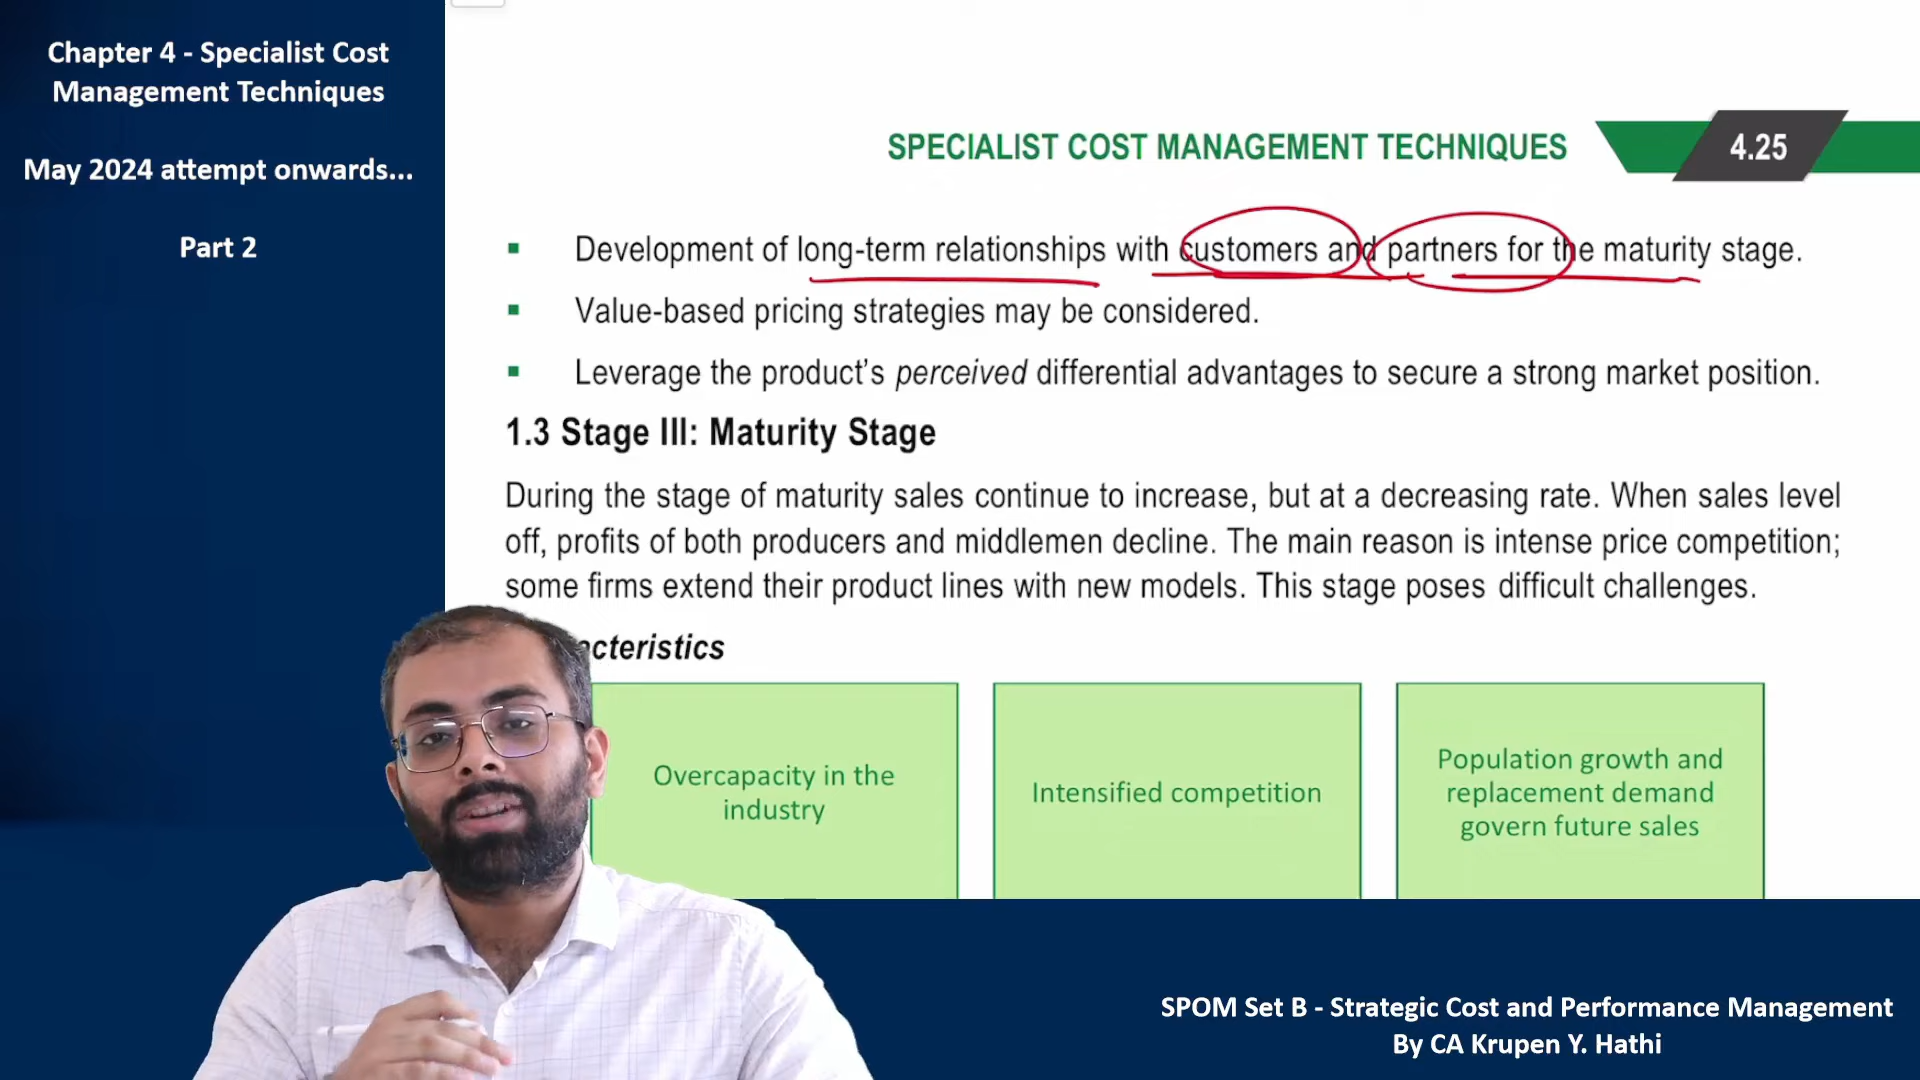 Chapter 4 - Specialist Cost
Management Techniques
May 2024 attempt onwards...
Part 2
SPECIALIST COST MANAGEMENT TECHNIQUES
4.25
Development of long-term relationships with customers and partners for the maturity stage.
Value-based pricing strategies may be considered.
Leverage the product’s perceived differential advantages to secure a strong market position.
1.3 Stage III: Maturity Stage
During the stage of maturity sales continue to increase, but at a decreasing rate. When sales level
off, profits of both producers and middlemen decline. The main reason is intense price competition;
some firms extend their product lines with new models. This stage poses difficult challenges.
acteristics
Overcapacity in the
industry
Intensified competition
Population growth and
replacement demand
govern future sales
SPOM Set B - Strategic Cost and Performance Management
By CA Krupen Y. Hathi